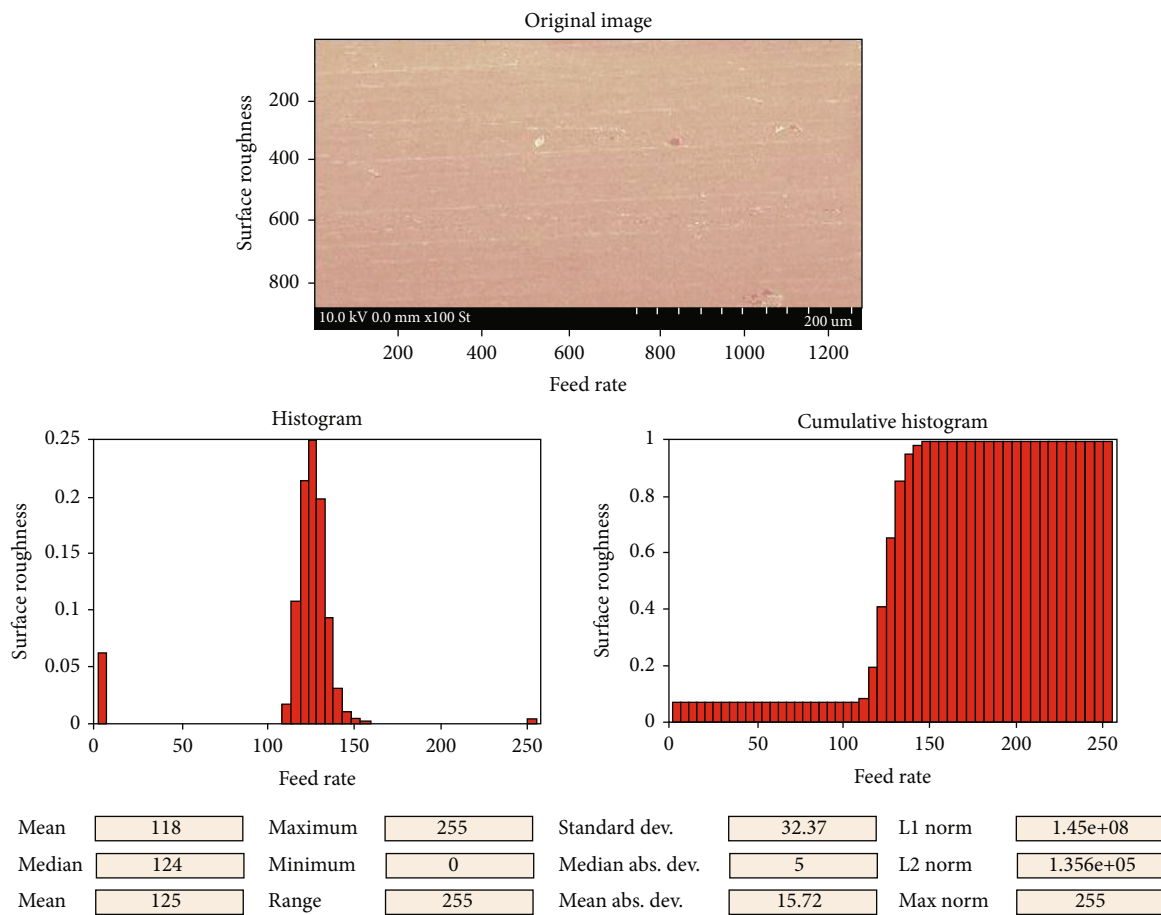 Original image
Surface roughness
200
400
600
800
10.0 kV 0.0 mm x100 St
200 um
200 400 600 800 1000 1200
Feed rate
Histogram
Surface roughness
0.25
0.2
0.15
0.1
0.05
0
0 50 100 150 200 250
Feed rate
Cumulative histogram
Surface roughness
1
0.8
0.6
0.4
0.2
0
0 50 100 150 200 250
Feed rate
Mean 118 Maximum 255 Standard dev. 32.37 L1 norm 1.45e+08
Median 124 Minimum 0 Median abs. dev. 5 L2 norm 1.356e+05
Mean 125 Range 255 Mean abs. dev. 15.72 Max norm 255